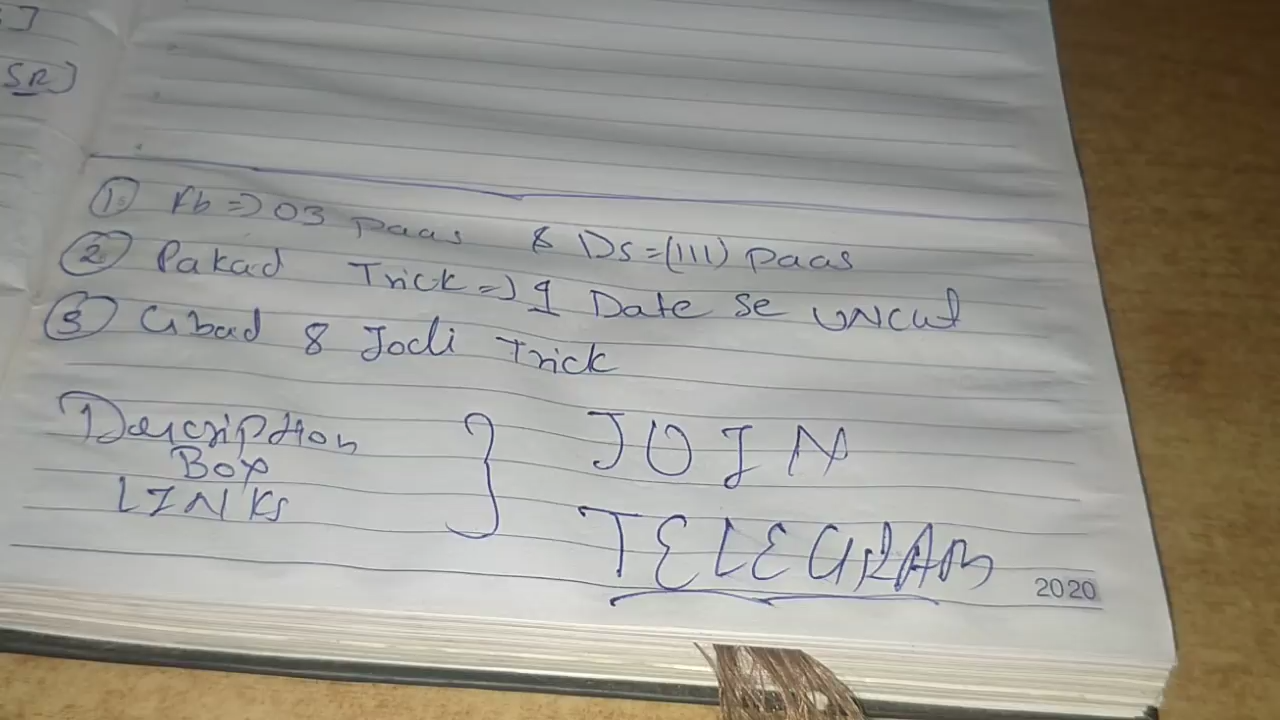 SR]
① Fb => 03 paas & Ds = (111) paas
② Pakad Trick => 1 Date se uncut
③ Gbad 8 Jodi Trick
Description
Box
LINKs
} JOIN
TELEGRAM
2020